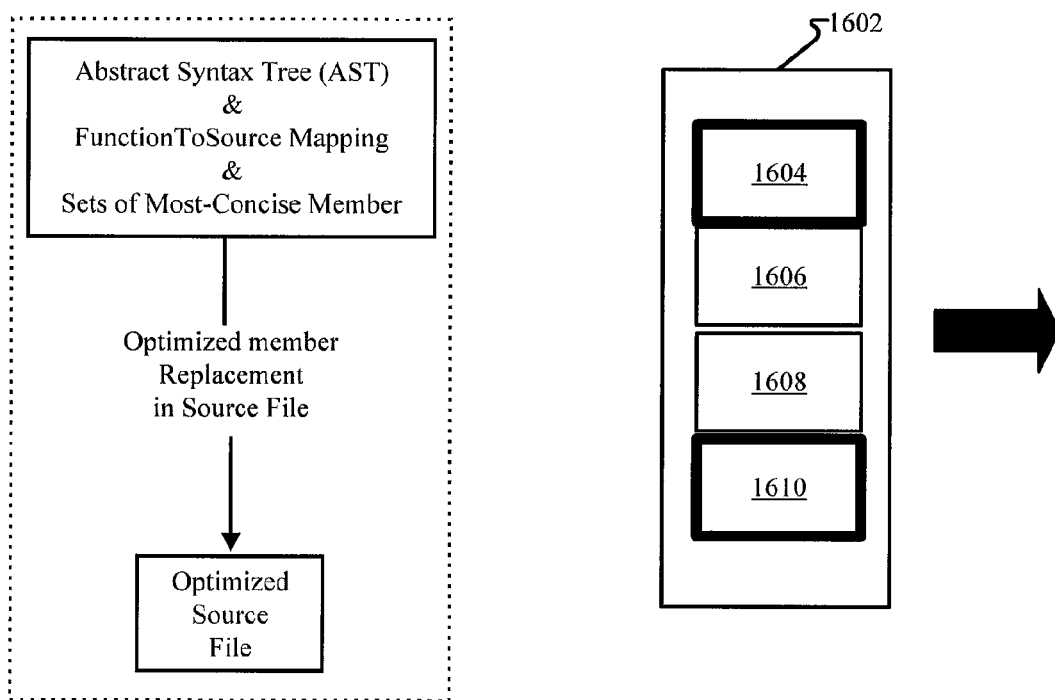 Abstract Syntax Tree (AST)
&
FunctionToSource Mapping
&
Sets of Most-Concise Member
Optimized member
Replacement
in Source File
Optimized
Source
File
1602
1604
1606
1608
1610